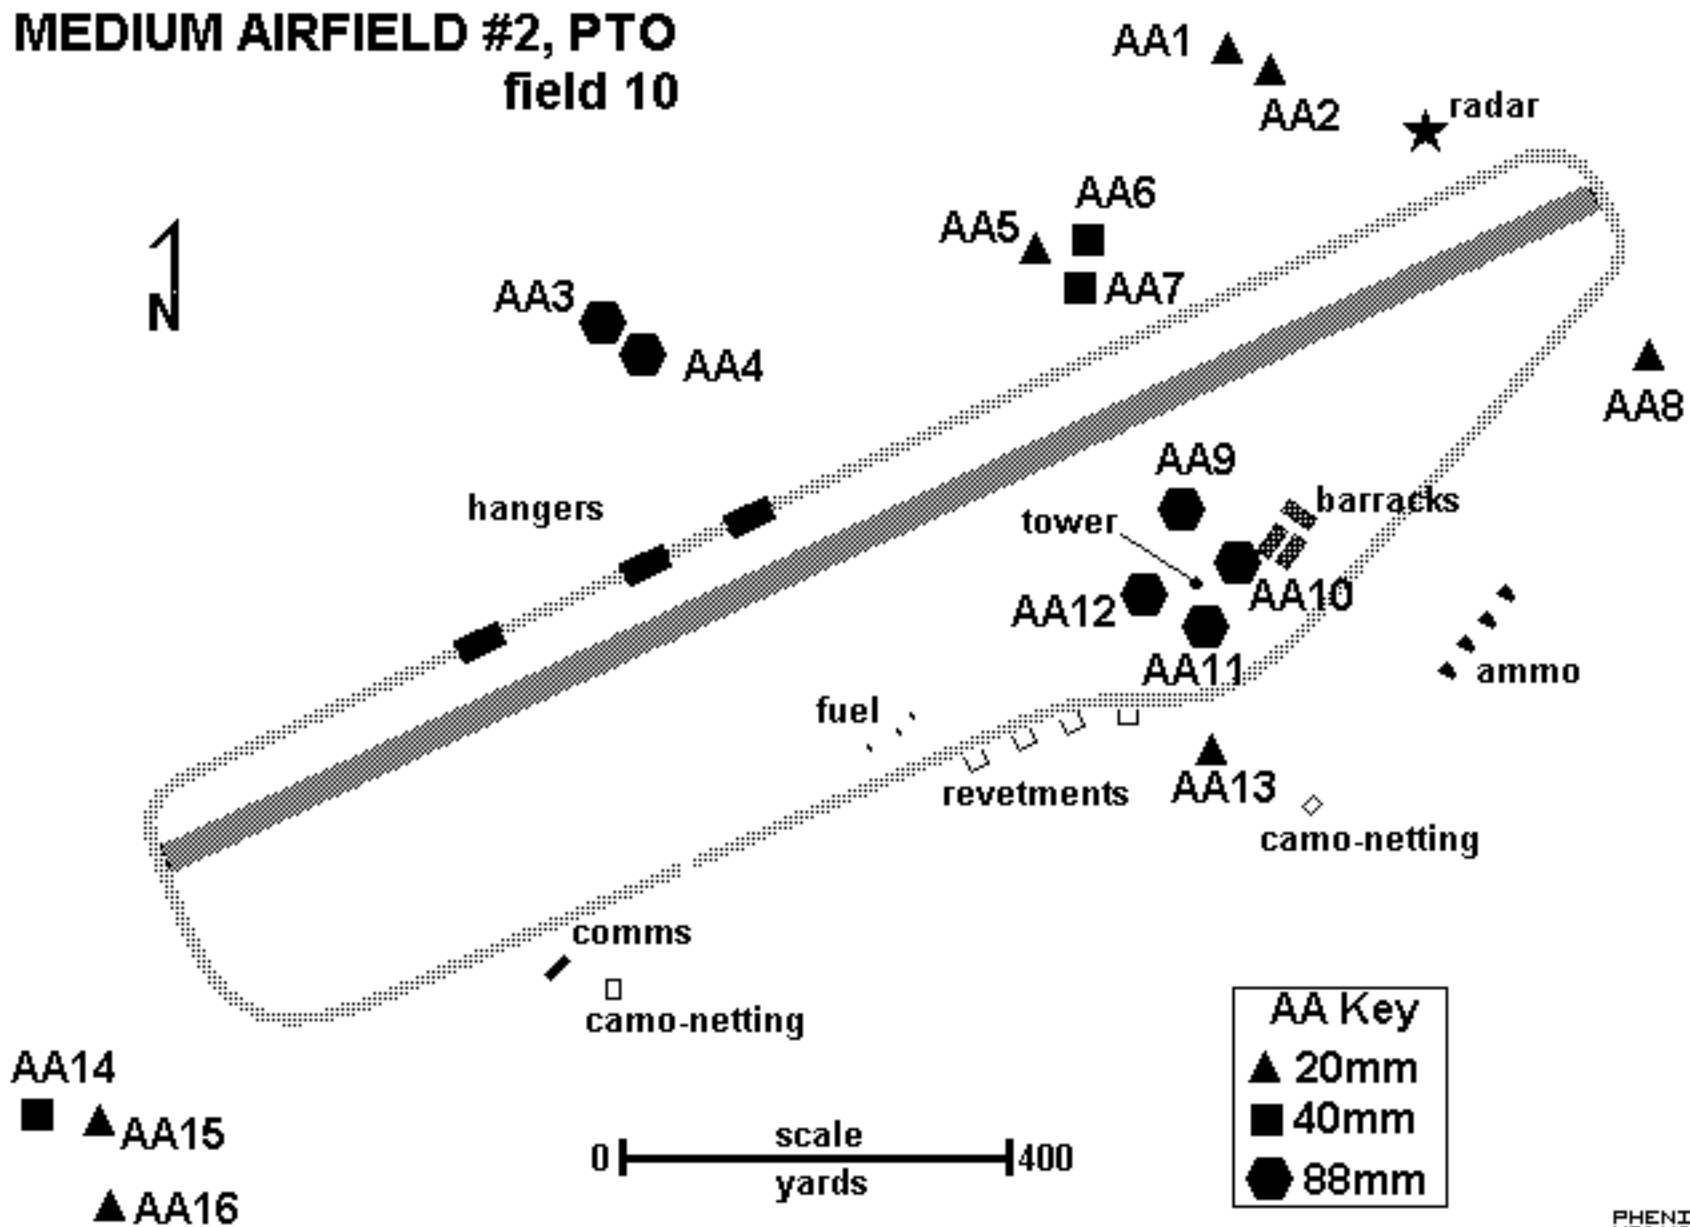 MEDIUM AIRFIELD #2, PTO
field 10
AA1
AA2
radar
AA6
AA5
AA7
N
AA3
AA4
AA8
AA9
hangers
barracks
tower
AA10
AA12
AA11
ammo
fuel
revetments
AA13
camo-netting
comms
camo-netting
AA Key
20mm
40mm
88mm
AA14
AA15
AA16
scale
0 400
yards
PHENI